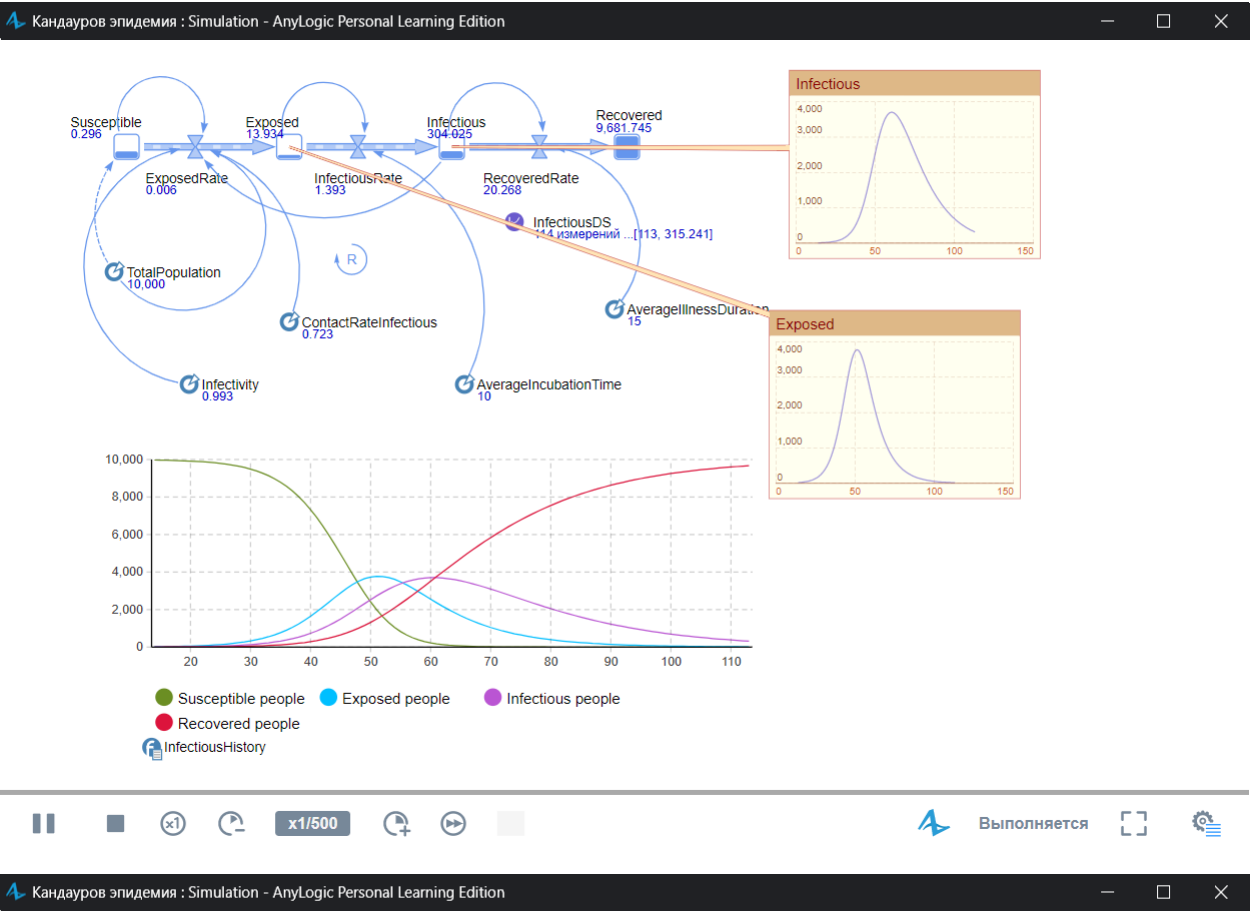 Кандауров эпидемия : Simulation - AnyLogic Personal Learning Edition
Susceptible
0.296
Exposed
13.934
Infectious
304.025
Recovered
9,681.745
ExposedRate
0.006
InfectiousRate
1.393
RecoveredRate
20.268
InfectiousDS
114 измерений ...[113, 315.241]
R
TotalPopulation
10,000
ContactRateInfectious
0.723
AverageIllnessDuration
15
Infectivity
0.993
AverageIncubationTime
10
Infectious
4,000
3,000
2,000
1,000
0
0 50 100 150
Exposed
4,000
3,000
2,000
1,000
0
0 50 100 150
10,000
8,000
6,000
4,000
2,000
0
20 30 40 50 60 70 80 90 100 110
Susceptible people Exposed people Infectious people
Recovered people
InfectiousHistory
x1 x1/500 Выполняется
Кандауров эпидемия : Simulation - AnyLogic Personal Learning Edition